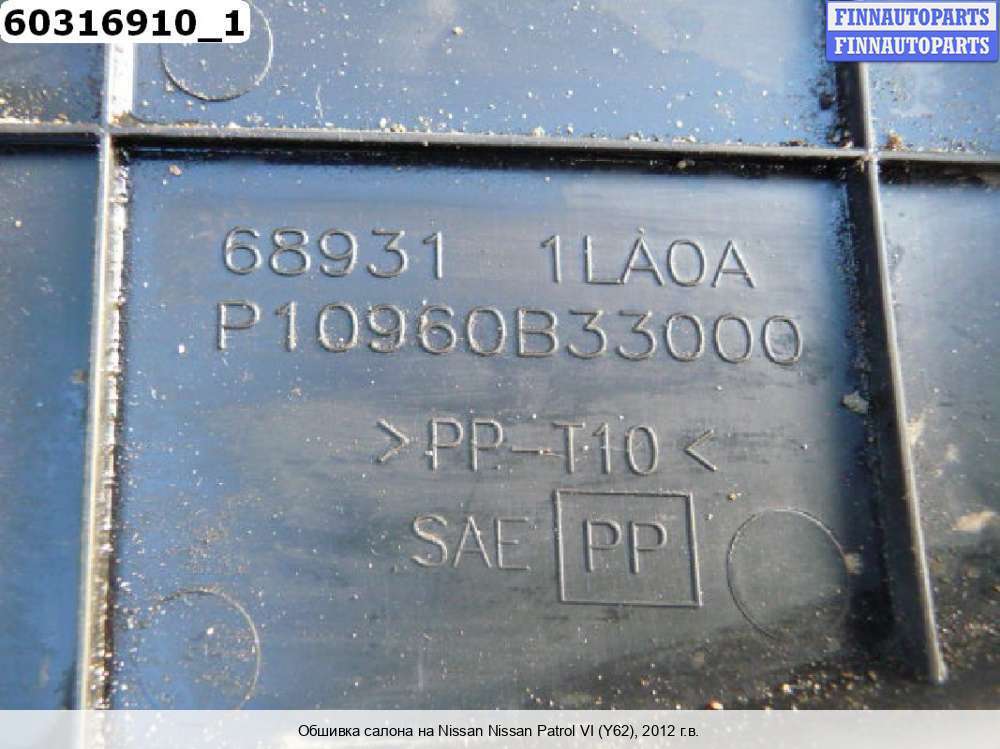 60316910_1
FINNAUTOPARTS
FINNAUTOPARTS
68931 1LA0A
P10960B33000
>PP-T10<
SAE PP
Обшивка салона на Nissan Nissan Patrol VI (Y62), 2012 г.в.